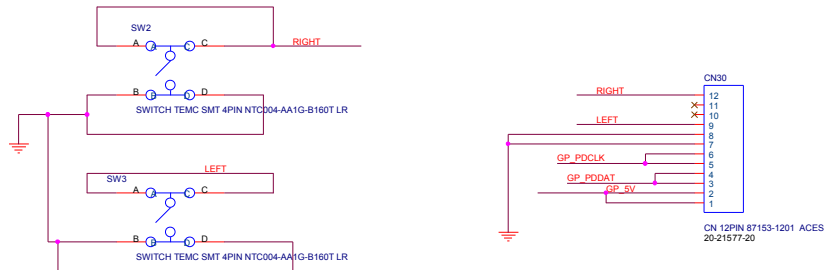 SW2
A A C C
RIGHT
B B D D
SWITCH TEMC SMT 4PIN NTC004-AA1G-B160T LR
LEFT
SW3
A A C C
B B D D
SWITCH TEMC SMT 4PIN NTC004-AA1G-B160T LR
CN30
RIGHT
12
11
10
LEFT
9
8
7
6
GP_PDCLK
5
4
GP_PDDAT
3
GP_5V
2
1
CN 12PIN 87153-1201 ACES
20-21577-20